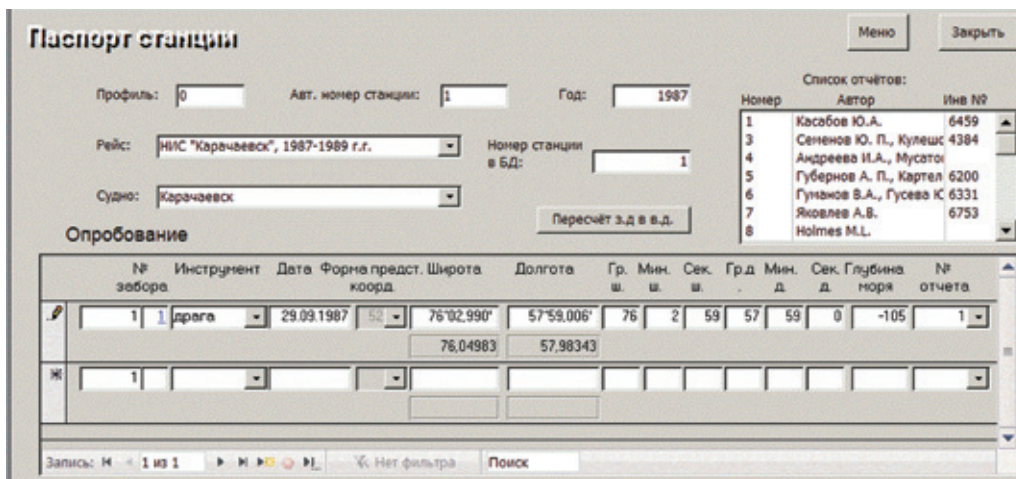 Паспорт станции
Меню
Закрыть
Профиль: 0
Авт. номер станции: 1
Год: 1987
Рейс: НИС "Карачаевск", 1987-1989 г.г.
Номер станции в БД: 1
Судно: Карачаевск
Пересчёт з.д в в.д.
Список отчётов:
Номер Автор Инв №
1 Касабов Ю.А. 6459
3 Семенов Ю. П., Кулешо 4384
4 Андреева И.А., Мусато
5 Губернов А. П., Картел 6200
6 Гуманов В.А., Гусева Ю 6331
7 Яковлев А.В. 6753
8 Holmes M.L.
Опробование
№ Инструмент Дата Форма предст. Широта Долгота Гр. Мин. Сек. Гр.д Мин. Сек. Глубина №
забора коорд. ш. ш. ш. . д. д. моря отчета
1 1 драга 29.09.1987 52 76°02,990' 57°59,006' 76 2 59 57 59 0 -105 1
76,04983 57,98343
1
Запись: 1 из 1 Нет фильтра Поиск